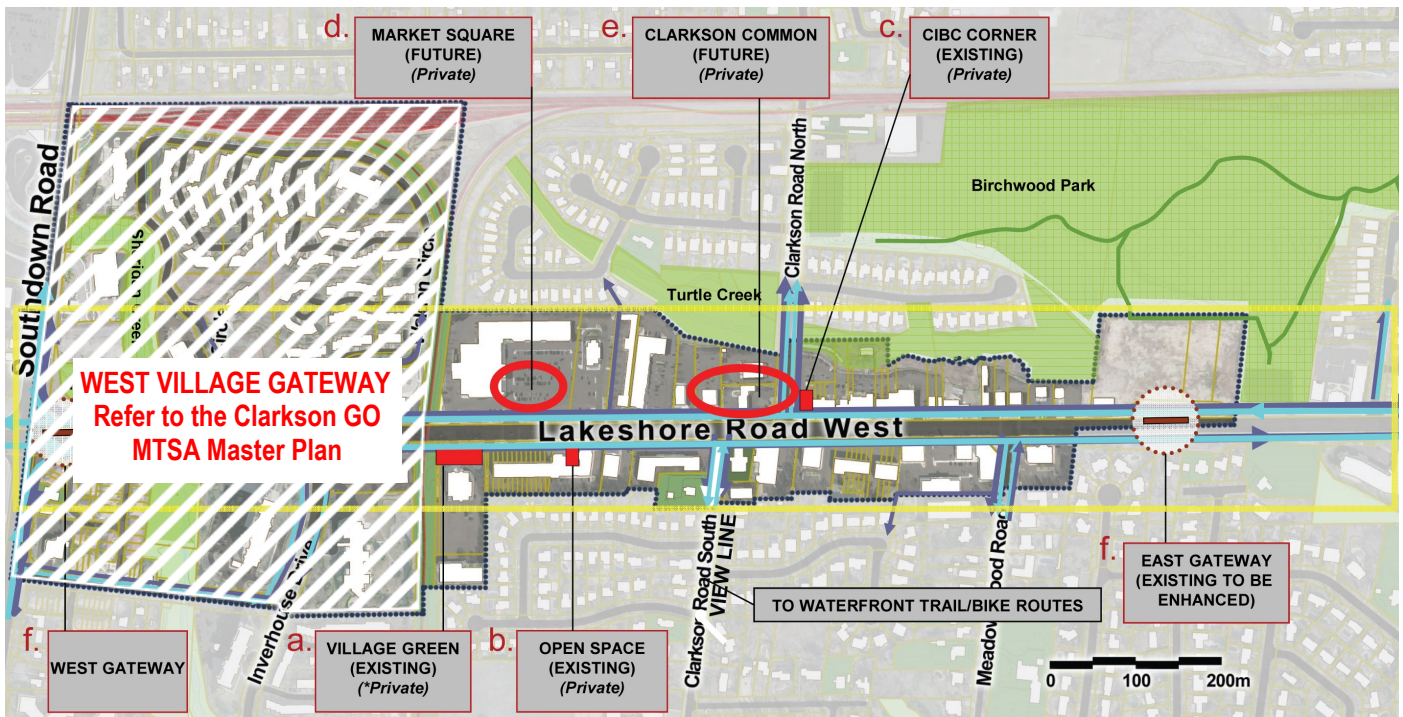 d.
MARKET SQUARE
(FUTURE)
(Private)
e.
CLARKSON COMMON
(FUTURE)
(Private)
c.
CIBC CORNER
(EXISTING)
(Private)
Southdown Road
Clarkson Road North
Birchwood Park
Turtle Creek
WEST VILLAGE GATEWAY
Refer to the Clarkson GO
MTSA Master Plan
Lakeshore Road West
Inverhouse Drive
Clarkson Road South
VIEW LINE
TO WATERFRONT TRAIL/BIKE ROUTES
f.
EAST GATEWAY
(EXISTING TO BE
ENHANCED)
f.
WEST GATEWAY
a.
VILLAGE GREEN
(EXISTING)
(*Private)
b.
OPEN SPACE
(EXISTING)
(Private)
0 100 200m